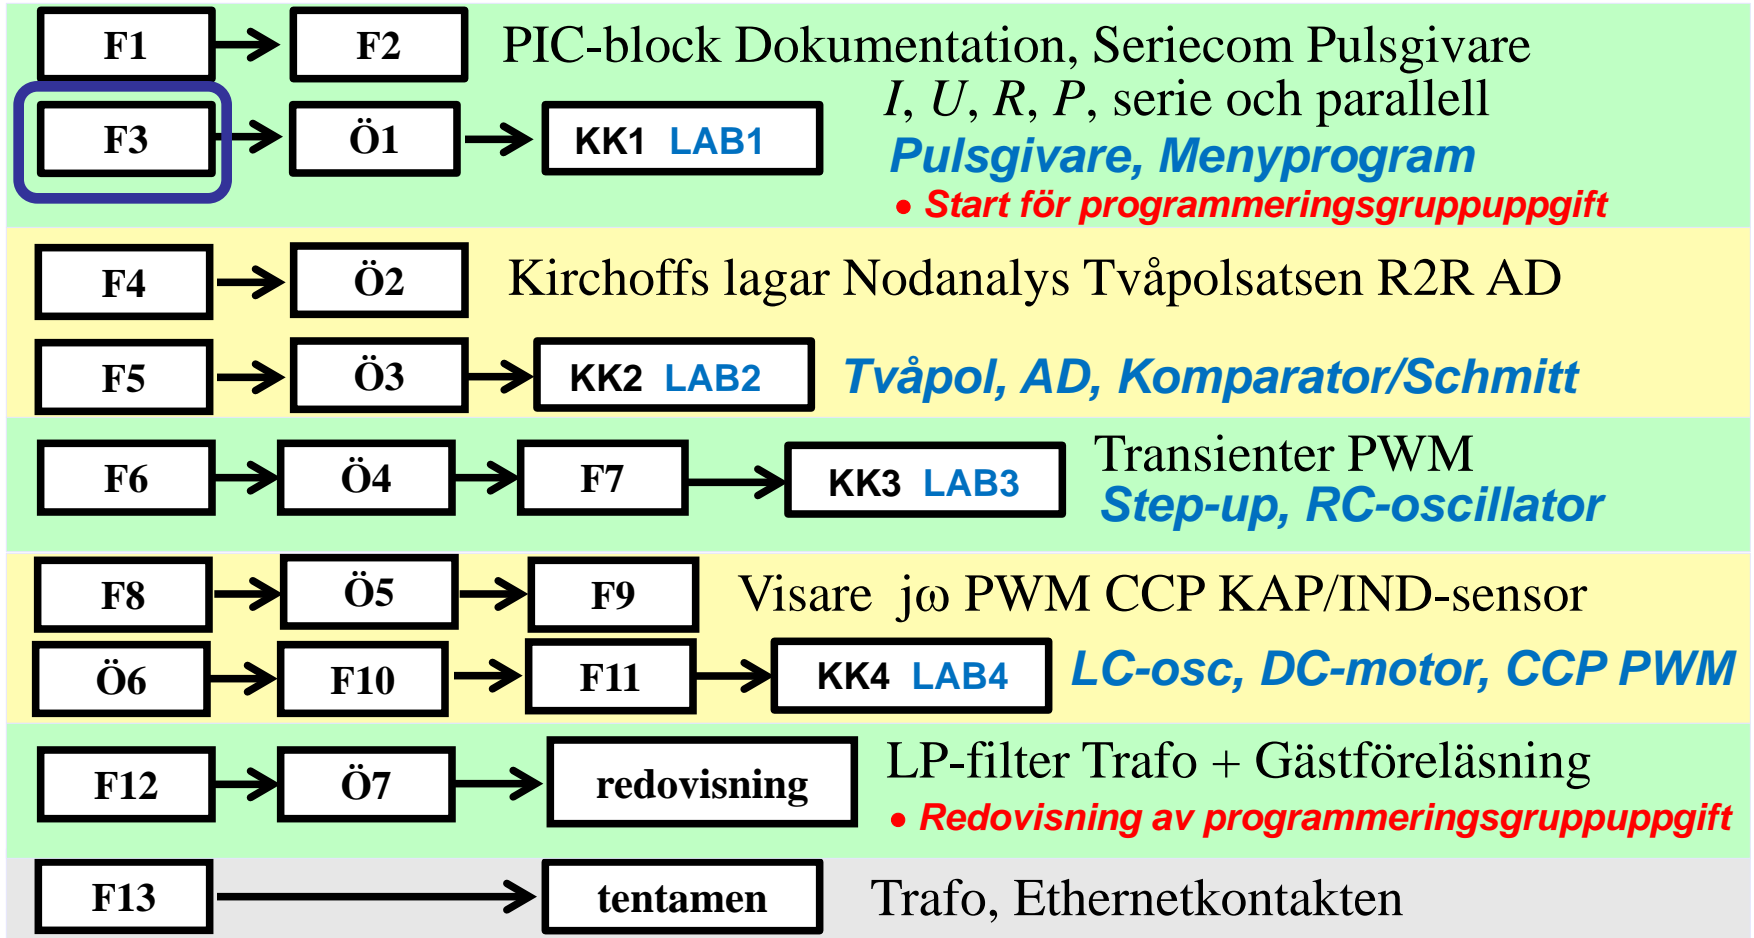 F1 F2 PIC-block Dokumentation, Seriecom Pulsgivare
I, U, R, P, serie och parallell
F3 Ö1 KK1 LAB1 Pulsgivare, Menyprogram
• Start för programmeringsgruppuppgift
F4 Ö2 Kirchoffs lagar Nodanalys Tvåpolsatsen R2R AD
F5 Ö3 KK2 LAB2 Tvåpol, AD, Komparator/Schmitt
F6 Ö4 F7 KK3 LAB3 Transienter PWM
Step-up, RC-oscillator
F8 Ö5 F9 Visare jω PWM CCP KAP/IND-sensor
Ö6 F10 F11 KK4 LAB4 LC-osc, DC-motor, CCP PWM
F12 Ö7 redovisning LP-filter Trafo + Gästföreläsning
• Redovisning av programmeringsgruppuppgift
F13 tentamen Trafo, Ethernetkontakten